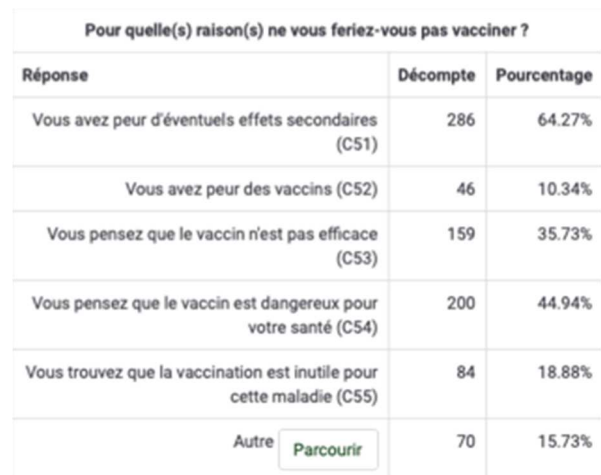 Pour quelle(s) raison(s) ne vous feriez-vous pas vacciner ?
Réponse Décompte Pourcentage
Vous avez peur d'éventuels effets secondaires 286 64.27%
(C51)
Vous avez peur des vaccins (C52) 46 10.34%
Vous pensez que le vaccin n'est pas efficace 159 35.73%
(C53)
Vous pensez que le vaccin est dangereux pour 200 44.94%
votre santé (C54)
Vous trouvez que la vaccination est inutile pour 84 18.88%
cette maladie (C55)
Autre Parcourir 70 15.73%